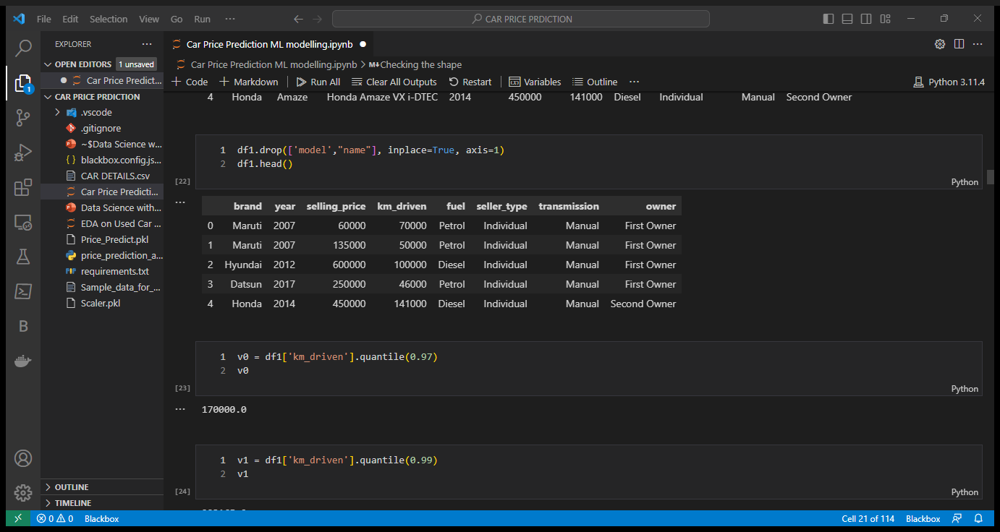 File Edit Selection View Go Run ···
CAR PRICE PRDICTION
EXPLORER ···
OPEN EDITORS 1 unsaved
Car Price Predict...
CAR PRICE PRDICTION
.vscode
.gitignore
~$Data Science w...
blackbox.config.js...
CAR DETAILS.csv
Car Price Predicti...
Data Science with...
EDA on Used Car ...
Price_Predict.pkl
price_prediction_a...
requirements.txt
Sample_data_for_...
Scaler.pkl
OUTLINE
TIMELINE
1
B
Car Price Prediction ML modelling.ipynb
Car Price Prediction ML modelling.ipynb > M↓Checking the shape
+ Code + Markdown Run All Clear All Outputs Restart Variables Outline ··· Python 3.11.4
4 Honda Amaze Honda Amaze VX i-DTEC 2014 450000 141000 Diesel Individual Manual Second Owner
1 df1.drop(['model',"name"], inplace=True, axis=1)
2 df1.head()
[22] Python
brand year selling_price km_driven fuel seller_type transmission owner
0 Maruti 2007 60000 70000 Petrol Individual Manual First Owner
1 Maruti 2007 135000 50000 Petrol Individual Manual First Owner
2 Hyundai 2012 600000 100000 Diesel Individual Manual First Owner
3 Datsun 2017 250000 46000 Petrol Individual Manual First Owner
4 Honda 2014 450000 141000 Diesel Individual Manual Second Owner
1 v0 = df1['km_driven'].quantile(0.97)
2 v0
[23] Python
170000.0
1 v1 = df1['km_driven'].quantile(0.99)
2 v1
[24] Python
0 0 Blackbox Cell 21 of 114 Blackbox